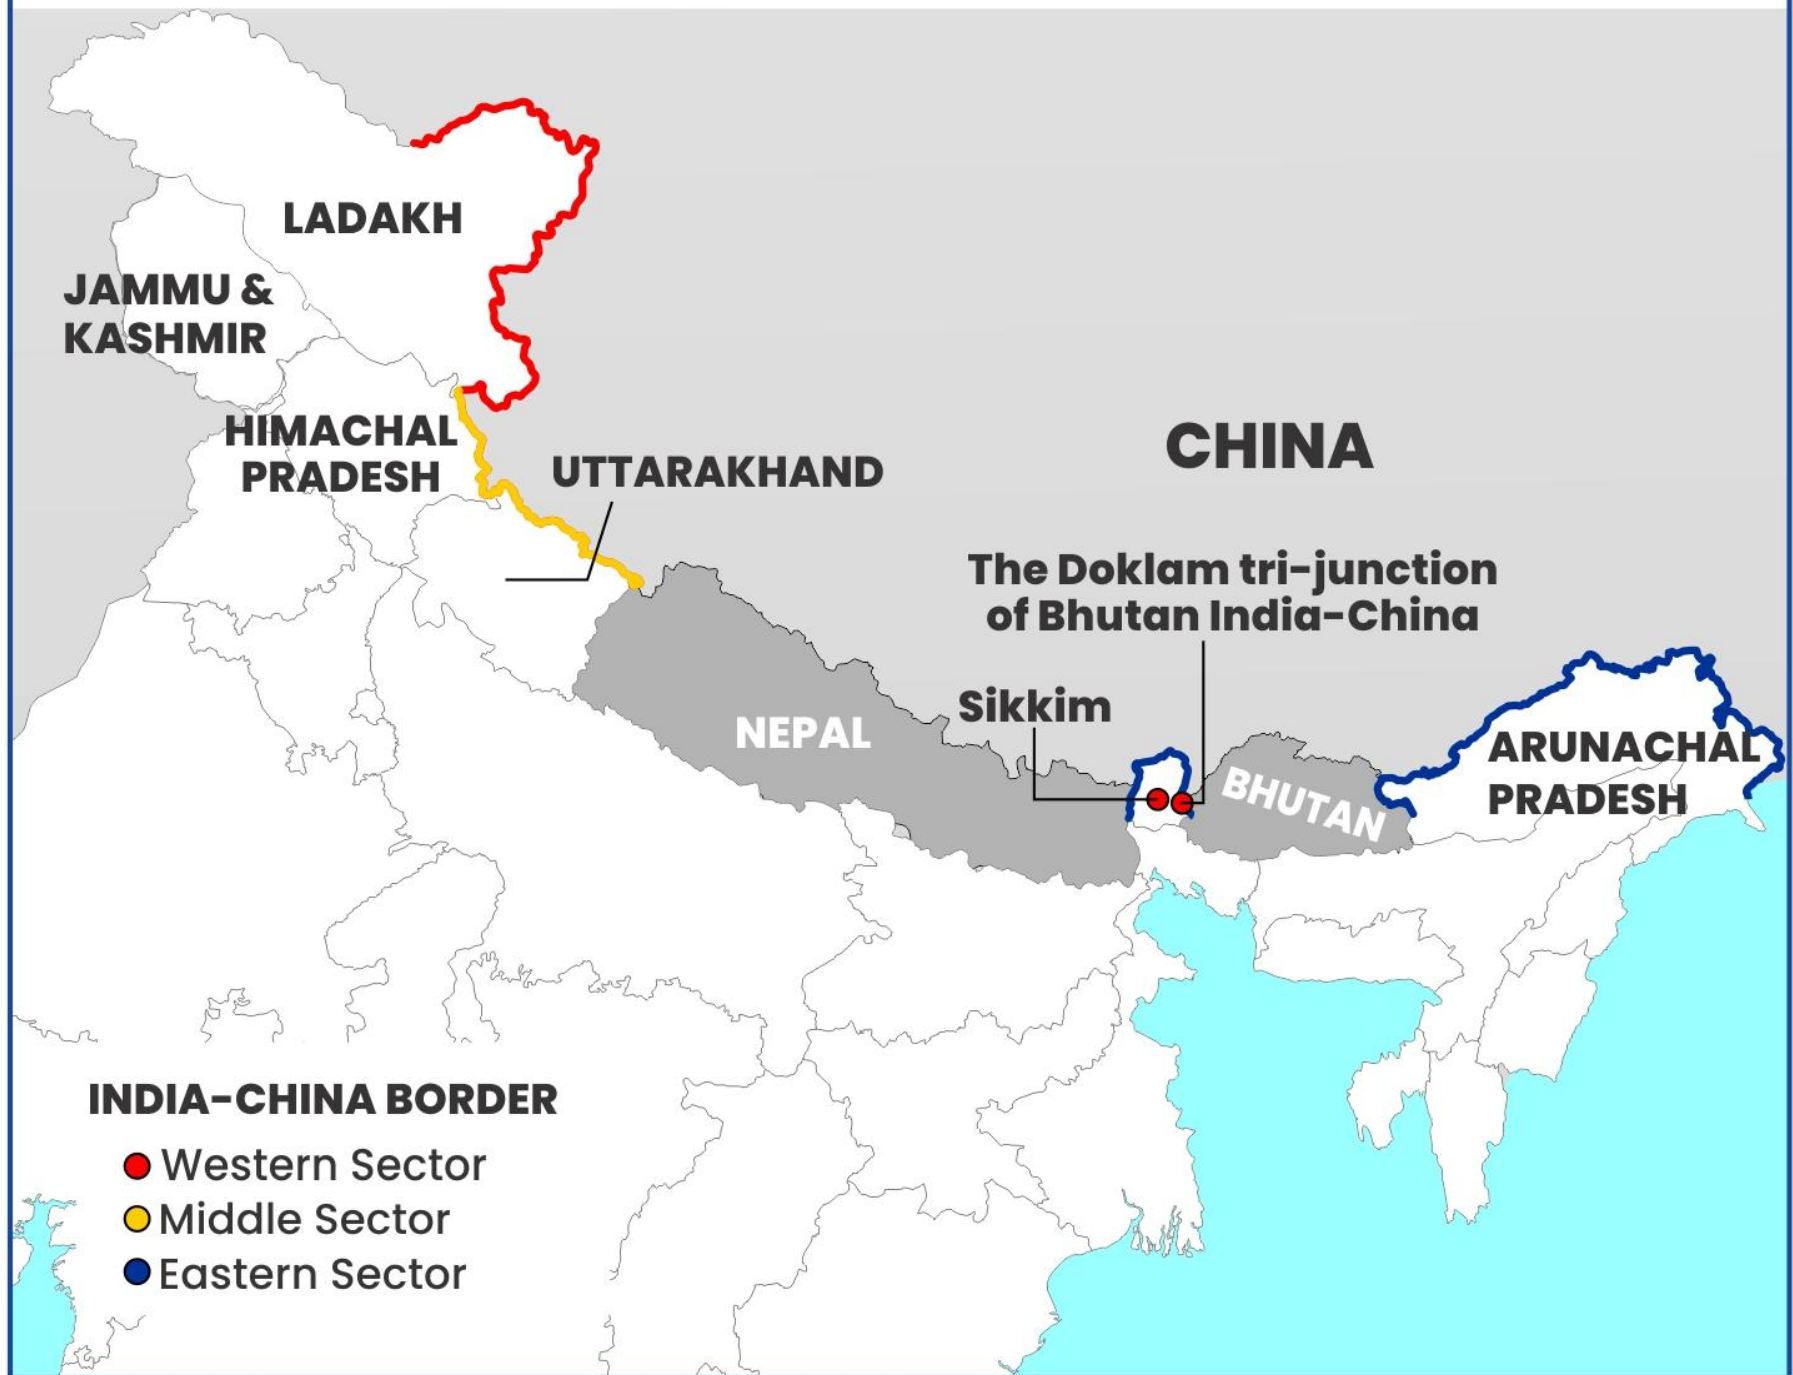 LADAKH
JAMMU &
KASHMIR
HIMACHAL
PRADESH
UTTARAKHAND
CHINA
The Doklam tri-junction
of Bhutan India-China
Sikkim
NEPAL
BHUTAN
ARUNACHAL
PRADESH
INDIA-CHINA BORDER
Western Sector
Middle Sector
Eastern Sector